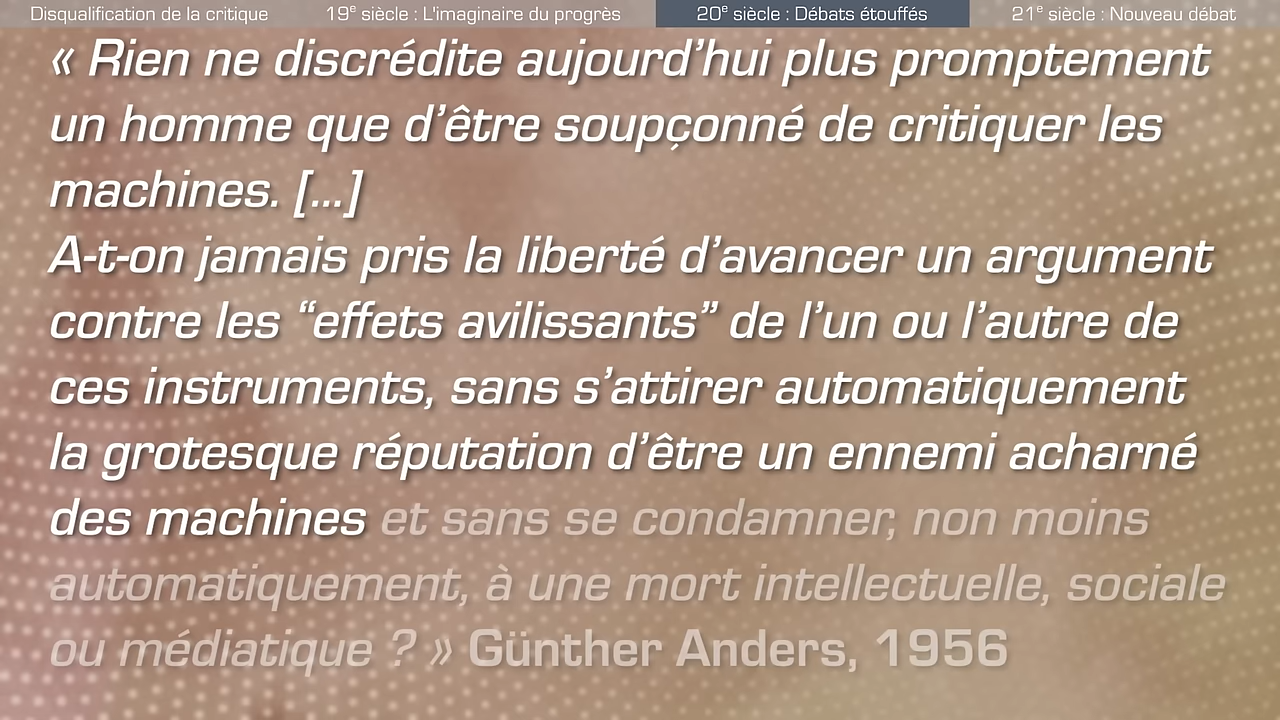 Disqualification de la critique 19e siècle : L'imaginaire du progrès 20e siècle : Débats étouffés 21e siècle : Nouveau débat
« Rien ne discrédite aujourd’hui plus promptement
un homme que d’être soupçonné de critiquer les
machines. [...]
A-t-on jamais pris la liberté d’avancer un argument
contre les “effets avilissants” de l’un ou l’autre de
ces instruments, sans s’attirer automatiquement
la grotesque réputation d’être un ennemi acharné
des machines et sans se condamner, non moins
automatiquement, à une mort intellectuelle, sociale
ou médiatique ? » Günther Anders, 1956